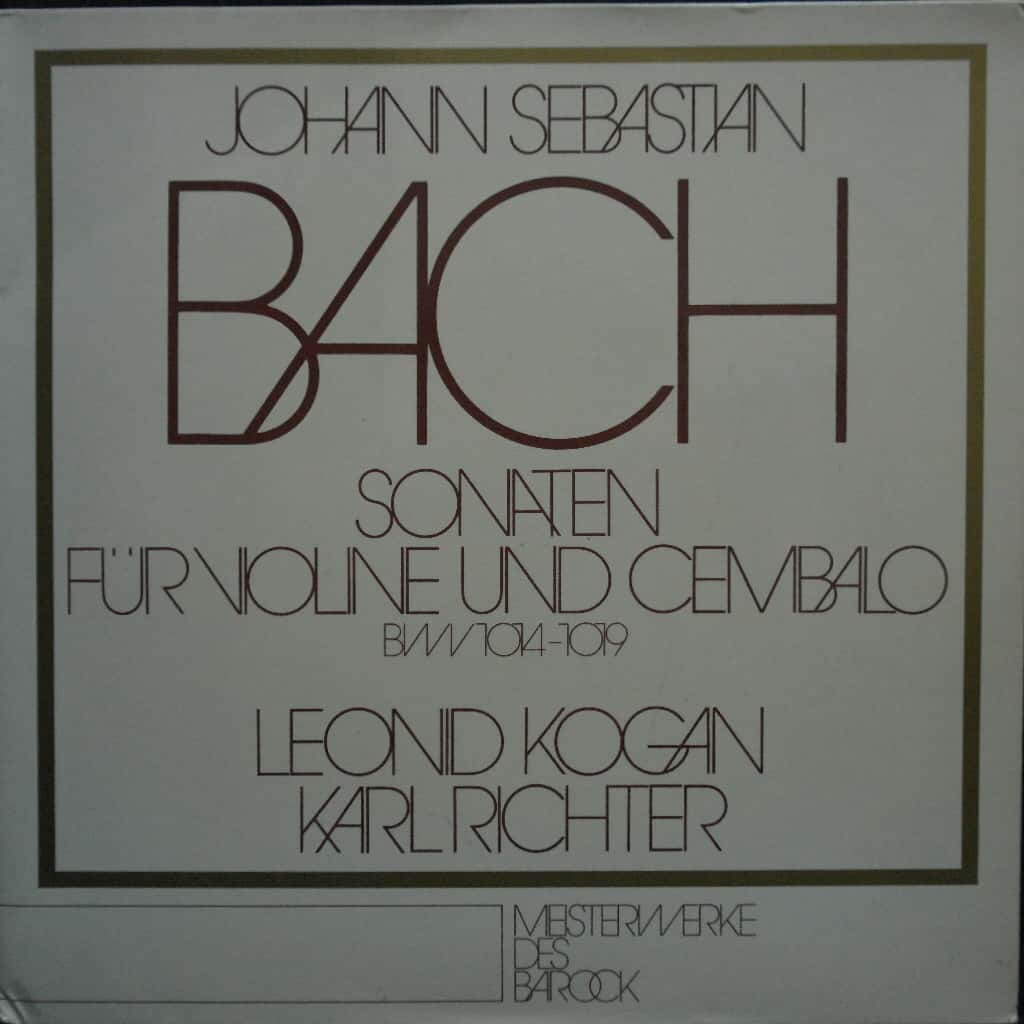 JOHANN SEBASTIAN
BACH
SONATEN
FÜR VIOLINE UND CEMBALO
BWV 1014-1019
LEONID KOGAN
KARL RICHTER
MEISTERWERKE
DES
BAROCK